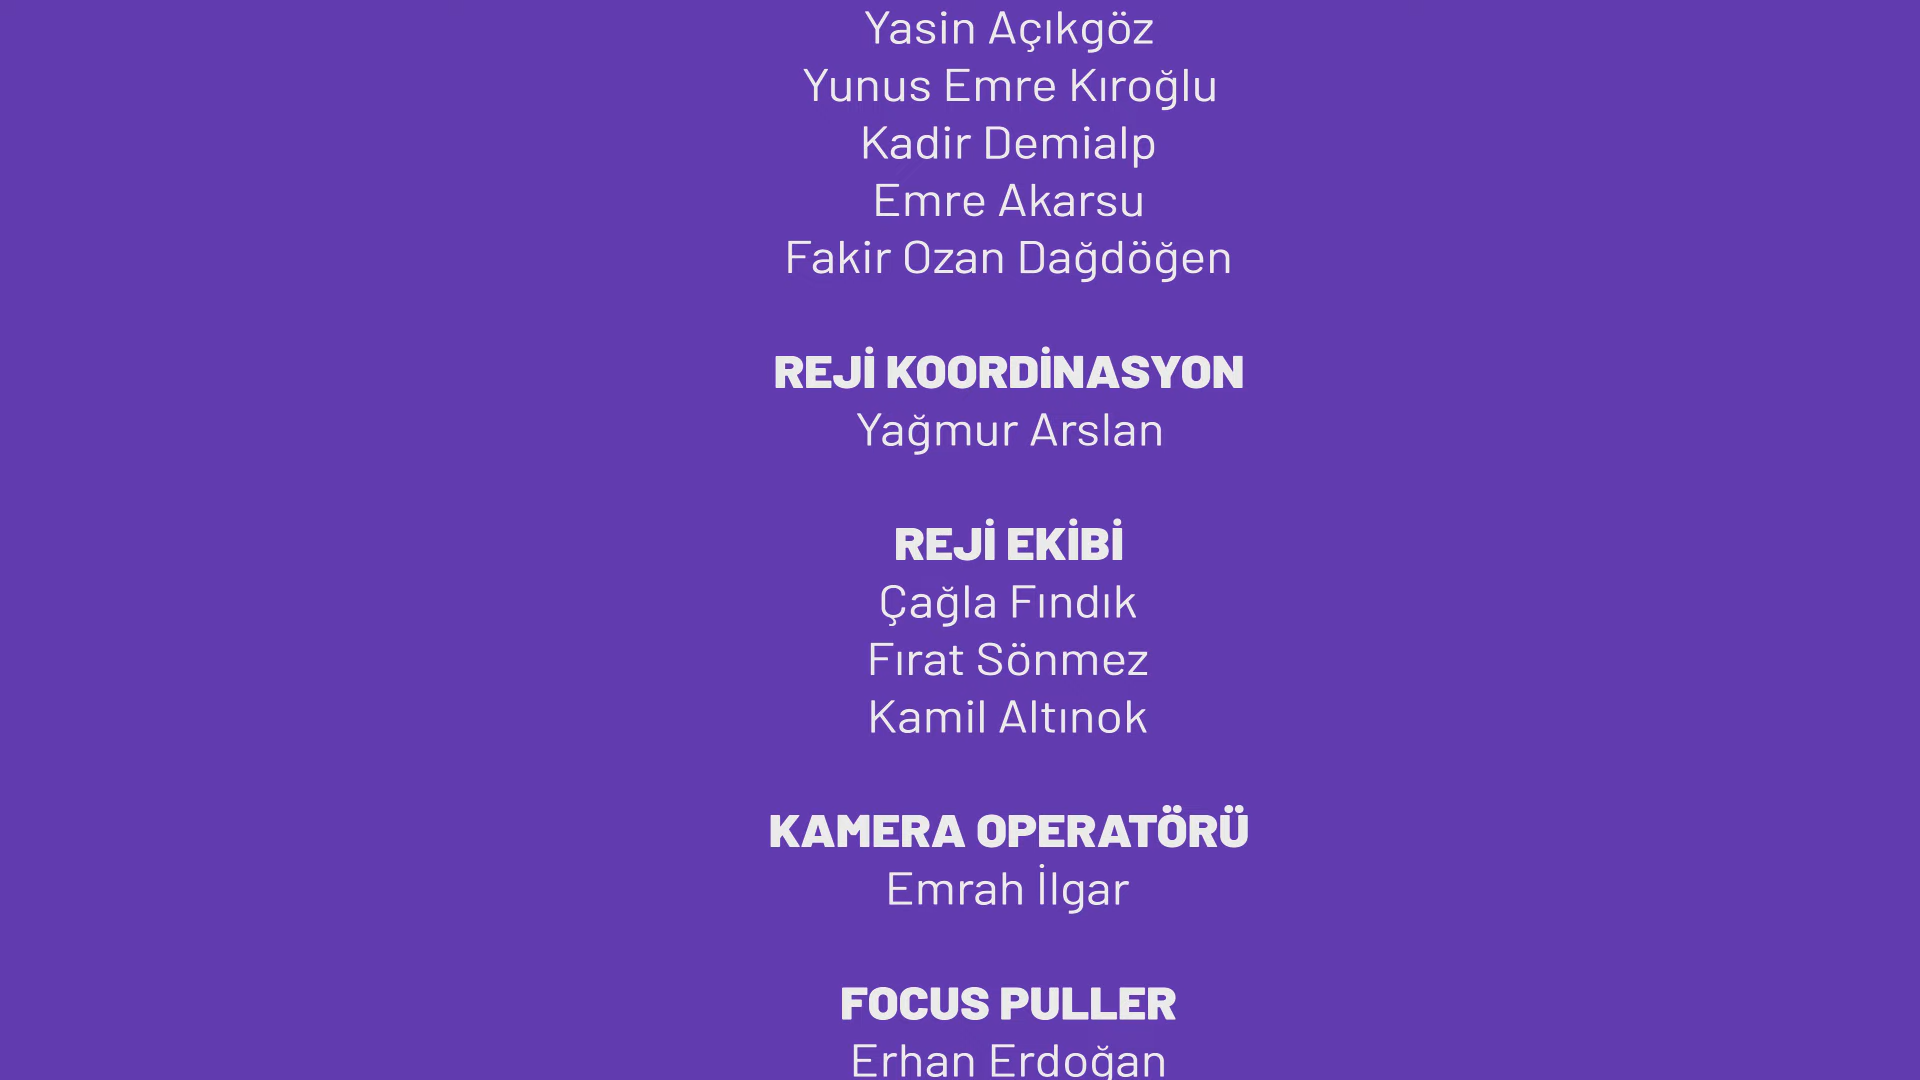 Yasin Açıkgöz
Yunus Emre Kıroğlu
Kadir Demialp
Emre Akarsu
Fakir Ozan Dağdöğen
REJİ KOORDİNASYON
Yağmur Arslan
REJİ EKİBİ
Çağla Fındık
Fırat Sönmez
Kamil Altınok
KAMERA OPERATÖRÜ
Emrah İlgar
FOCUS PULLER
Erhan Erdoğan